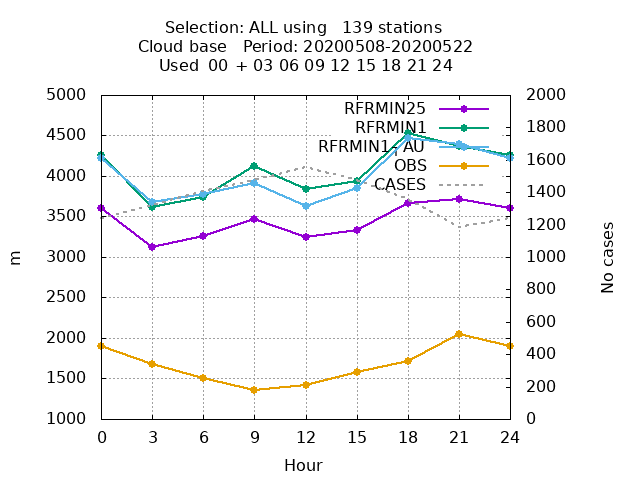 Selection: ALL using 139 stations
Cloud base Period: 20200508-20200522
Used 00 + 03 06 09 12 15 18 21 24
5000
4500
4000
3500
3000
2500
2000
1500
1000
2000
1800
1600
1400
1200
1000
800
600
400
200
0
RFRMIN25
RFRMIN1
RFRMIN1_AU
OBS
CASES
m
No cases
0 3 6 9 12 15 18 21 24
Hour